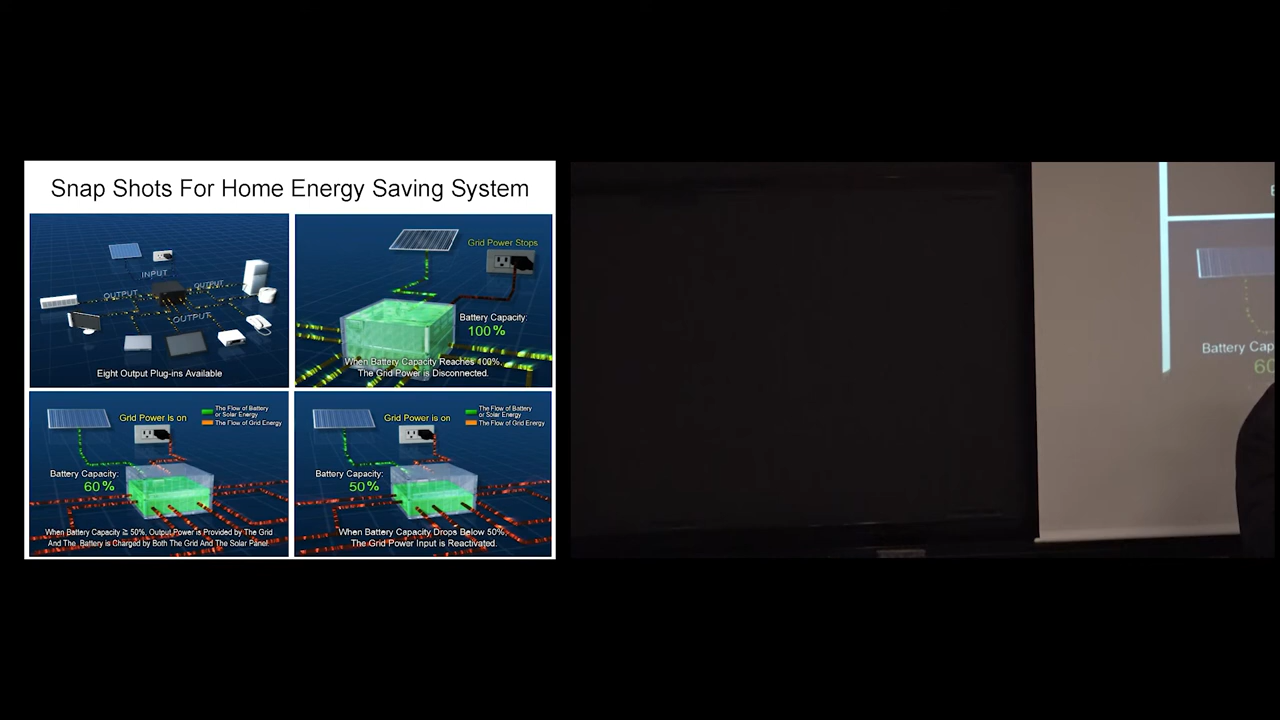 Snap Shots For Home Energy Saving System
INPUT
OUTPUT
OUTPUT
OUTPUT
Eight Output Plug-ins Available
Grid Power Stops
Battery Capacity:
100%
When Battery Capacity Reaches 100%,
The Grid Power is Disconnected.
Grid Power Is on
The Flow of Battery
or Solar Energy
The Flow of Grid Energy
Battery Capacity:
60%
When Battery Capacity ≧ 50%, Output Power is Provided by The Grid
And The Battery is Charged by Both The Grid And The Solar Panel
Grid Power is on
The Flow of Battery
or Solar Energy
The Flow of Grid Energy
Battery Capacity:
50%
When Battery Capacity Drops Below 50%,
The Grid Power Input is Reactivated.
E
Battery Cap
60